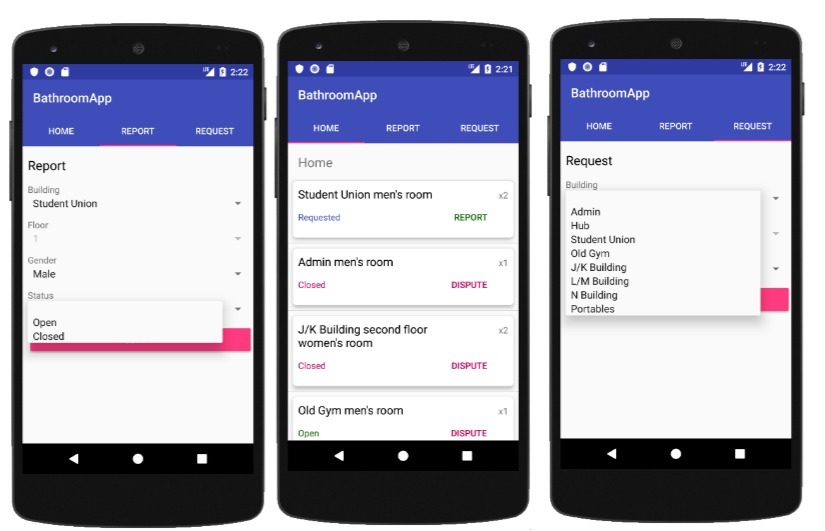 2:22
BathroomApp
HOME REPORT REQUEST
Report
Building
Student Union
Floor
1
Gender
Male
Status
Open
Closed
2:21
BathroomApp
HOME REPORT REQUEST
Home
Student Union men's room x2
Requested REPORT
Admin men's room x1
Closed DISPUTE
J/K Building second floor x2
women's room
Closed DISPUTE
Old Gym men's room x1
Open DISPUTE
2:22
BathroomApp
HOME REPORT REQUEST
Request
Building
Admin
Hub
Student Union
Old Gym
J/K Building
L/M Building
N Building
Portables